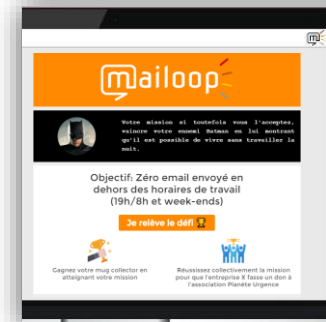 mailoop
Votre mission si toutefois vous l'acceptez,
vaincre votre ennemi Batman en lui montrant
qu'il est possible de vivre sans travailler la
nuit.
Objectif: Zéro email envoyé en
dehors des horaires de travail
(19h/8h et week-ends)
Je relève le défi
Gagnez votre mug collector en
atteignant votre mission
Réussissez collectivement la mission
pour que l'entreprise X fasse un don à
l'association Planète Urgence